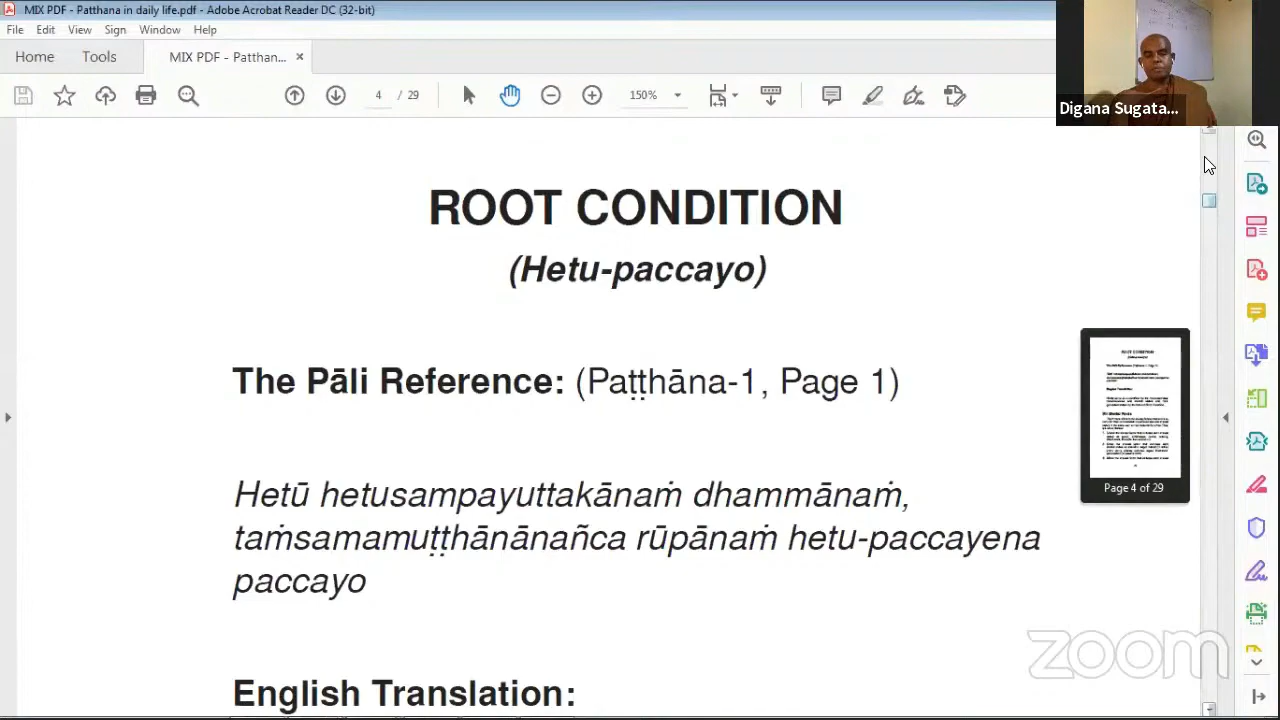 MIX PDF - Patthana in daily life.pdf - Adobe Acrobat Reader DC (32-bit)
File Edit View Sign Window Help
Home Tools MIX PDF - Patthan... ×
4 / 29 150%
Digana Sugata...
ROOT CONDITION
(Hetu-paccayo)
The Pāli Reference: (Paṭṭhāna-1, Page 1)
Hetū hetusampayuttakānaṁ dhammānaṁ,
taṁsamamuṭṭhānānañca rūpānaṁ hetu-paccayena
paccayo
English Translation:
Page 4 of 29
zoom